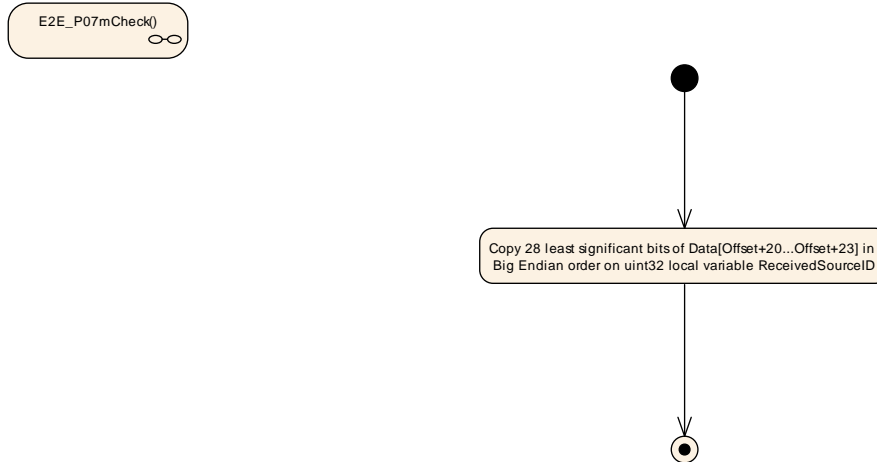 E2E_P07mCheck()
Copy 28 least significant bits of Data[Offset+20...Offset+23] in
Big Endian order on uint32 local variable ReceivedSourceID